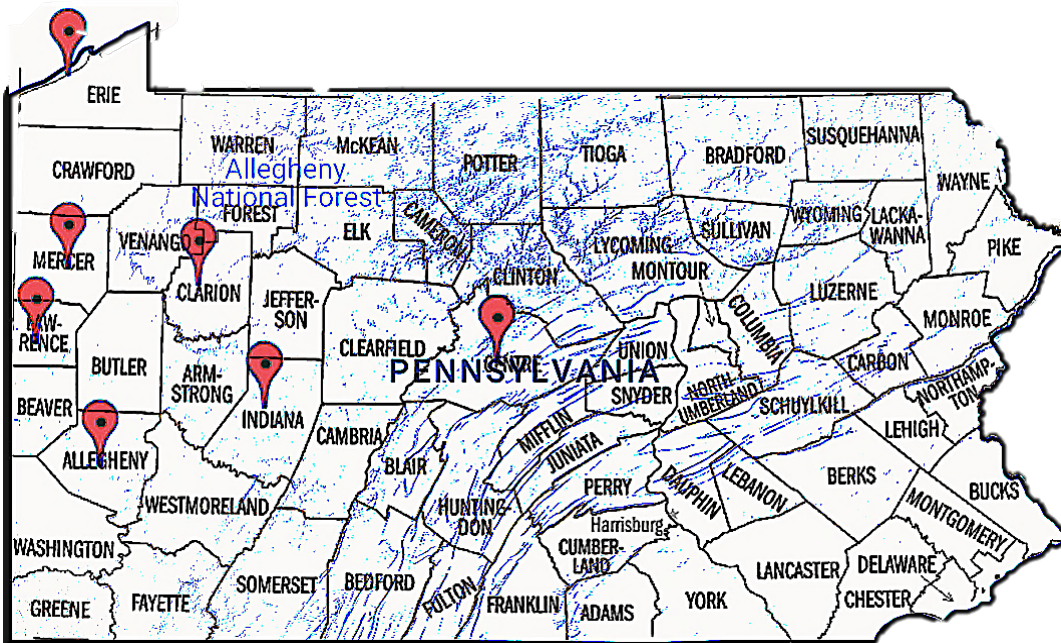 ERIE
SUSQUEHANNA
WARREN
McKEAN
TIOGA
BRADFORD
POTTER
CRAWFORD
Allegheny
National Forest
WAYNE
FOREST
WYOMING
LACKA-
WANNA
CAMERON
ELK
SULLIVAN
LYCOMING
VENANGO
PIKE
MERCER
MONTOUR
CLINTON
CLARION
LUZERNE
JEFFER-
SON
COLUMBIA
MONROE
RENCE
CLEARFIELD
UNION
BUTLER
CENTRE
PENNSYLVANIA
CARBON
ARM-
STRONG
SNYDER
NORTH-
UMBERLAND
NORTHAMP-
TON
BEAVER
SCHUYLKILL
INDIANA
MIFFLIN
CAMBRIA
LEHIGH
JUNIATA
ALLEGHENY
BLAIR
BERKS
BUCKS
LEBANON
DAUPHIN
PERRY
WESTMORELAND
HUNTING-
DON
MONTGOMERY
Harrisburg
WASHINGTON
CUMBER-
LAND
DELAWARE
LANCASTER
SOMERSET
BEDFORD
FULTON
FRANKLIN
ADAMS
YORK
CHESTER
FAYETTE
GREENE